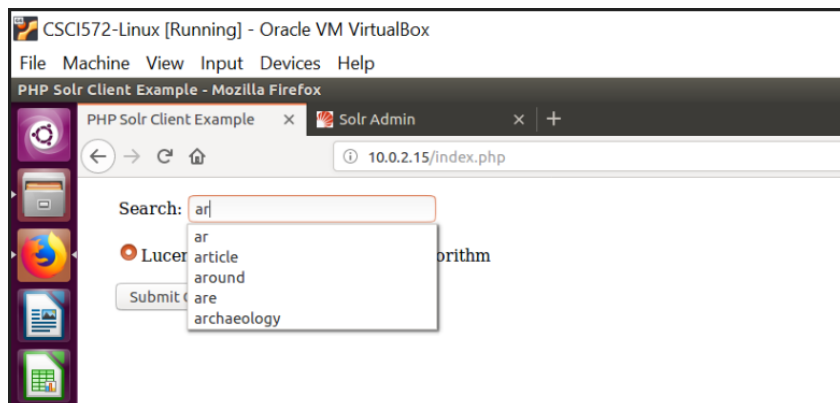 CSCI572-Linux [Running] - Oracle VM VirtualBox
File Machine View Input Devices Help
PHP Solr Client Example - Mozilla Firefox
PHP Solr Client Example × Solr Admin × +
10.0.2.15/index.php
Search: ar
ar
Lucer orithm
article
around
Submit
are
archaeology